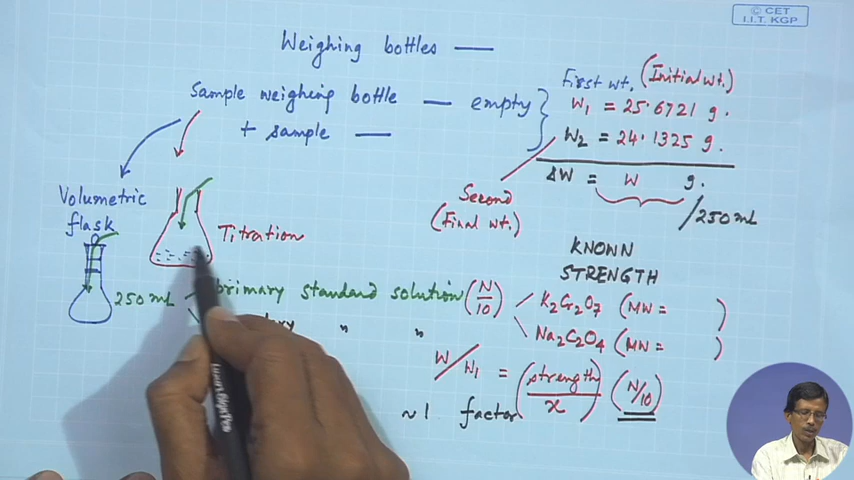 © CET
I.I.T. KGP
Weighing bottles —
Sample weighing bottle — empty
+ sample —
First wt. (Initial wt.)
W1 = 25.6721 g.
W2 = 24.1325 g.
ΔW = W g.
/250 mL
Second
(Final wt.)
Volumetric
flask
Titration
KNOWN
STRENGTH
250 mL
primary standard solution (N/10)
" "
K2Cr2O7 (MW = )
Na2C2O4 (MW = )
W/W1 = (strength/x) (N/10)
~1 factor